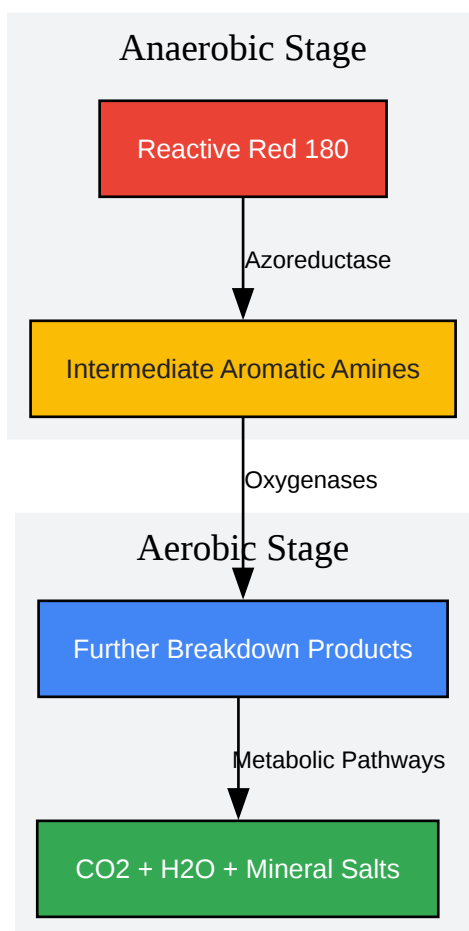 Anaerobic Stage
Reactive Red 180
Azoreductase
Intermediate Aromatic Amines
Oxygenases
Aerobic Stage
Further Breakdown Products
Metabolic Pathways
CO2 + H2O + Mineral Salts